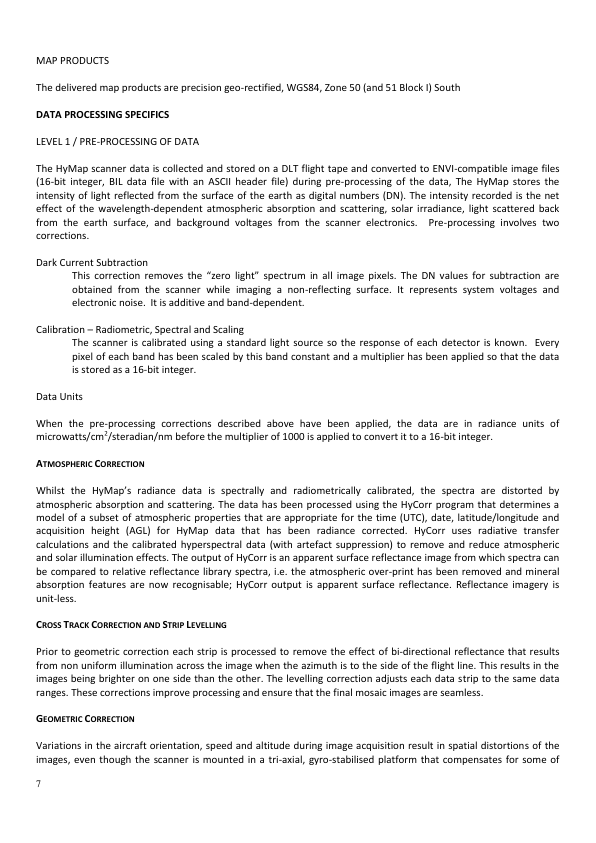 MAP PRODUCTS
The delivered map products are precision geo-rectified, WGS84, Zone 50 (and 51 Block I) South
DATA PROCESSING SPECIFICS
LEVEL 1 / PRE-PROCESSING OF DATA
The HyMap scanner data is collected and stored on a DLT flight tape and converted to ENVI-compatible image files
(16-bit integer, BIL data file with an ASCII header file) during pre-processing of the data, The HyMap stores the
intensity of light reflected from the surface of the earth as digital numbers (DN). The intensity recorded is the net
effect of the wavelength-dependent atmospheric absorption and scattering, solar irradiance, light scattered back
from the earth surface, and background voltages from the scanner electronics.  Pre-processing involves two
corrections.
Dark Current Subtraction
This correction removes the “zero light” spectrum in all image pixels. The DN values for subtraction are
obtained from the scanner while imaging a non-reflecting surface. It represents system voltages and
electronic noise.  It is additive and band-dependent.
Calibration – Radiometric, Spectral and Scaling
The scanner is calibrated using a standard light source so the response of each detector is known.  Every
pixel of each band has been scaled by this band constant and a multiplier has been applied so that the data
is stored as a 16-bit integer.
Data Units
When the pre-processing corrections described above have been applied, the data are in radiance units of
microwatts/cm²/steradian/nm before the multiplier of 1000 is applied to convert it to a 16-bit integer.
ATMOSPHERIC CORRECTION
Whilst the HyMap’s radiance data is spectrally and radiometrically calibrated, the spectra are distorted by
atmospheric absorption and scattering. The data has been processed using the HyCorr program that determines a
model of a subset of atmospheric properties that are appropriate for the time (UTC), date, latitude/longitude and
acquisition height (AGL) for HyMap data that has been radiance corrected. HyCorr uses radiative transfer
calculations and the calibrated hyperspectral data (with artefact suppression) to remove and reduce atmospheric
and solar illumination effects. The output of HyCorr is an apparent surface reflectance image from which spectra can
be compared to relative reflectance library spectra, i.e. the atmospheric over-print has been removed and mineral
absorption features are now recognisable; HyCorr output is apparent surface reflectance. Reflectance imagery is
unit-less.
CROSS TRACK CORRECTION AND STRIP LEVELLING
Prior to geometric correction each strip is processed to remove the effect of bi-directional reflectance that results
from non uniform illumination across the image when the azimuth is to the side of the flight line. This results in the
images being brighter on one side than the other. The levelling correction adjusts each data strip to the same data
ranges. These corrections improve processing and ensure that the final mosaic images are seamless.
GEOMETRIC CORRECTION
Variations in the aircraft orientation, speed and altitude during image acquisition result in spatial distortions of the
images, even though the scanner is mounted in a tri-axial, gyro-stabilised platform that compensates for some of
7